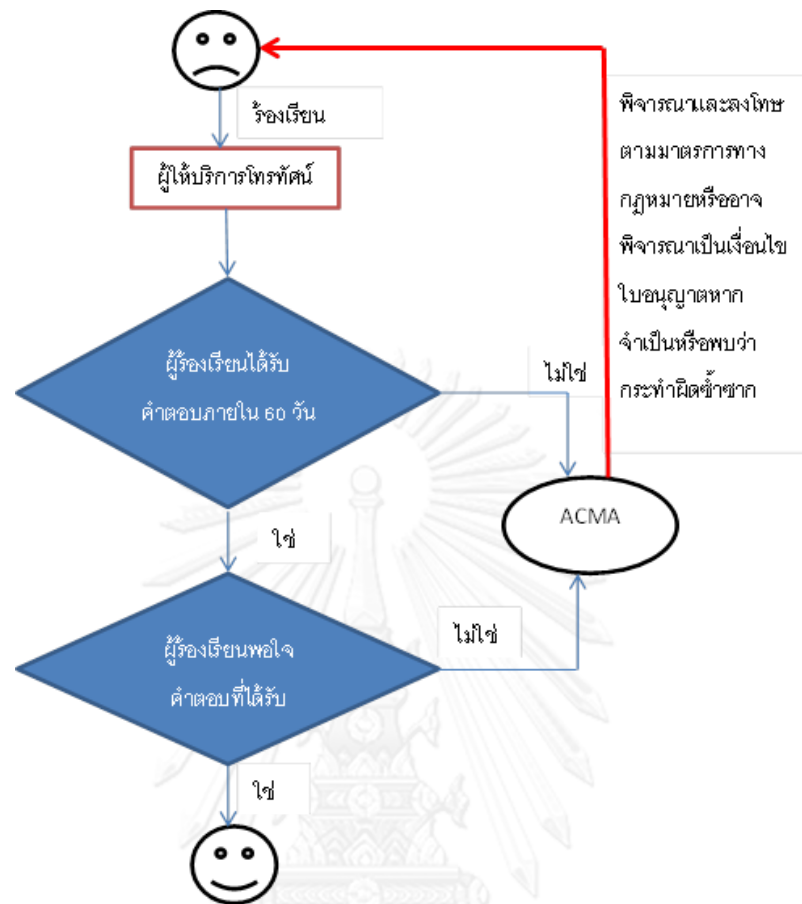 ร้องเรียน
ผู้ให้บริการโทรทัศน์
ผู้ร้องเรียนได้รับ
คำตอบภายใน 60 วัน
ไม่ใช่
พิจารณาและลงโทษ
ตามมาตรการทาง
กฎหมายหรืออาจ
พิจารณาเป็นเงื่อนไข
ใบอนุญาตหาก
จำเป็นหรือพบว่า
กระทำผิดซ้ำซาก
ACMA
ใช่
ผู้ร้องเรียนพอใจ
คำตอบที่ได้รับ
ไม่ใช่
ใช่